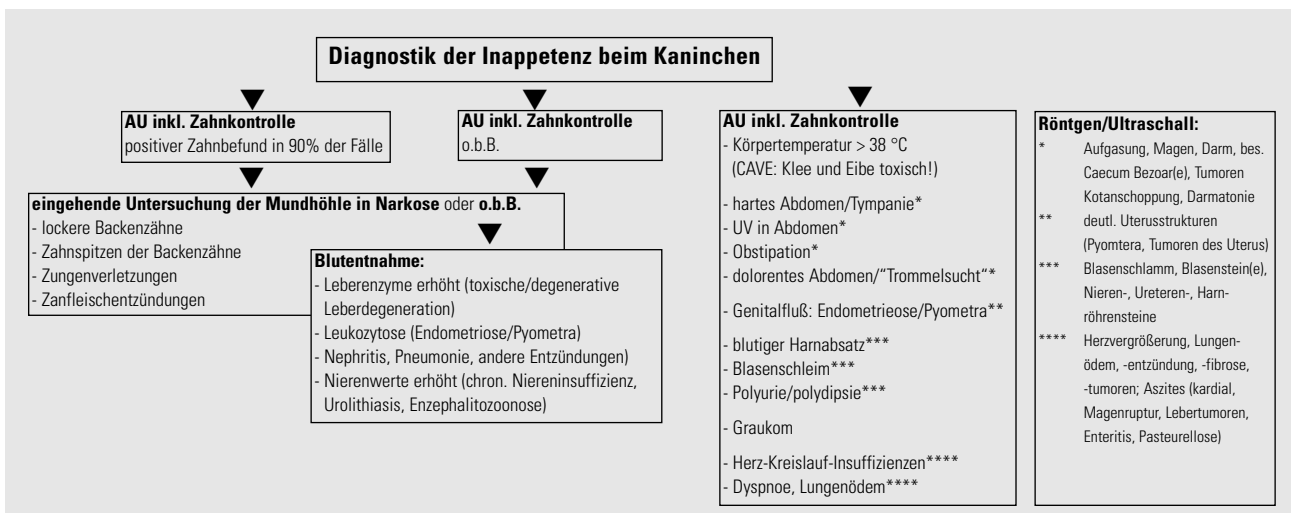 Diagnostik der Inappetenz beim Kaninchen
AU inkl. Zahnkontrolle
positiver Zahnbefund in 90% der Fälle
AU inkl. Zahnkontrolle
o.b.B.
eingehende Untersuchung der Mundhöhle in Narkose oder o.b.B.
- lockere Backenzähne
- Zahnspitzen der Backenzähne
- Zungenverletzungen
- Zanfleischentzündungen
Blutentnahme:
- Leberenzyme erhöht (toxische/degenerative
Leberdegeneration)
- Leukozytose (Endometriose/Pyometra)
- Nephritis, Pneumonie, andere Entzündungen)
- Nierenwerte erhöht (chron. Niereninsuffizienz,
Urolithiasis, Enzephalitozoonose)
AU inkl. Zahnkontrolle
- Körpertemperatur > 38 °C
(CAVE: Klee und Eibe toxisch!)
- hartes Abdomen/Tympanie*
- UV in Abdomen*
- Obstipation*
- dolorentes Abdomen/"Trommelsucht"*
- Genitalfluß: Endometrieose/Pyometra**
- blutiger Harnabsatz***
- Blasenschleim***
- Polyurie/polydipsie***
- Graukom
- Herz-Kreislauf-Insuffizienzen****
- Dyspnoe, Lungenödem****
Röntgen/Ultraschall:
* Aufgasung, Magen, Darm, bes.
Caecum Bezoar(e), Tumoren
Kotanschoppung, Darmatonie
** deutl. Uterusstrukturen
(Pyomtera, Tumoren des Uterus)
*** Blasenschlamm, Blasenstein(e),
Nieren-, Ureteren-, Harn-
röhrensteine
**** Herzvergrößerung, Lungen-
ödem, -entzündung, -fibrose,
-tumoren; Aszites (kardial,
Magenruptur, Lebertumoren,
Enteritis, Pasteurellose)